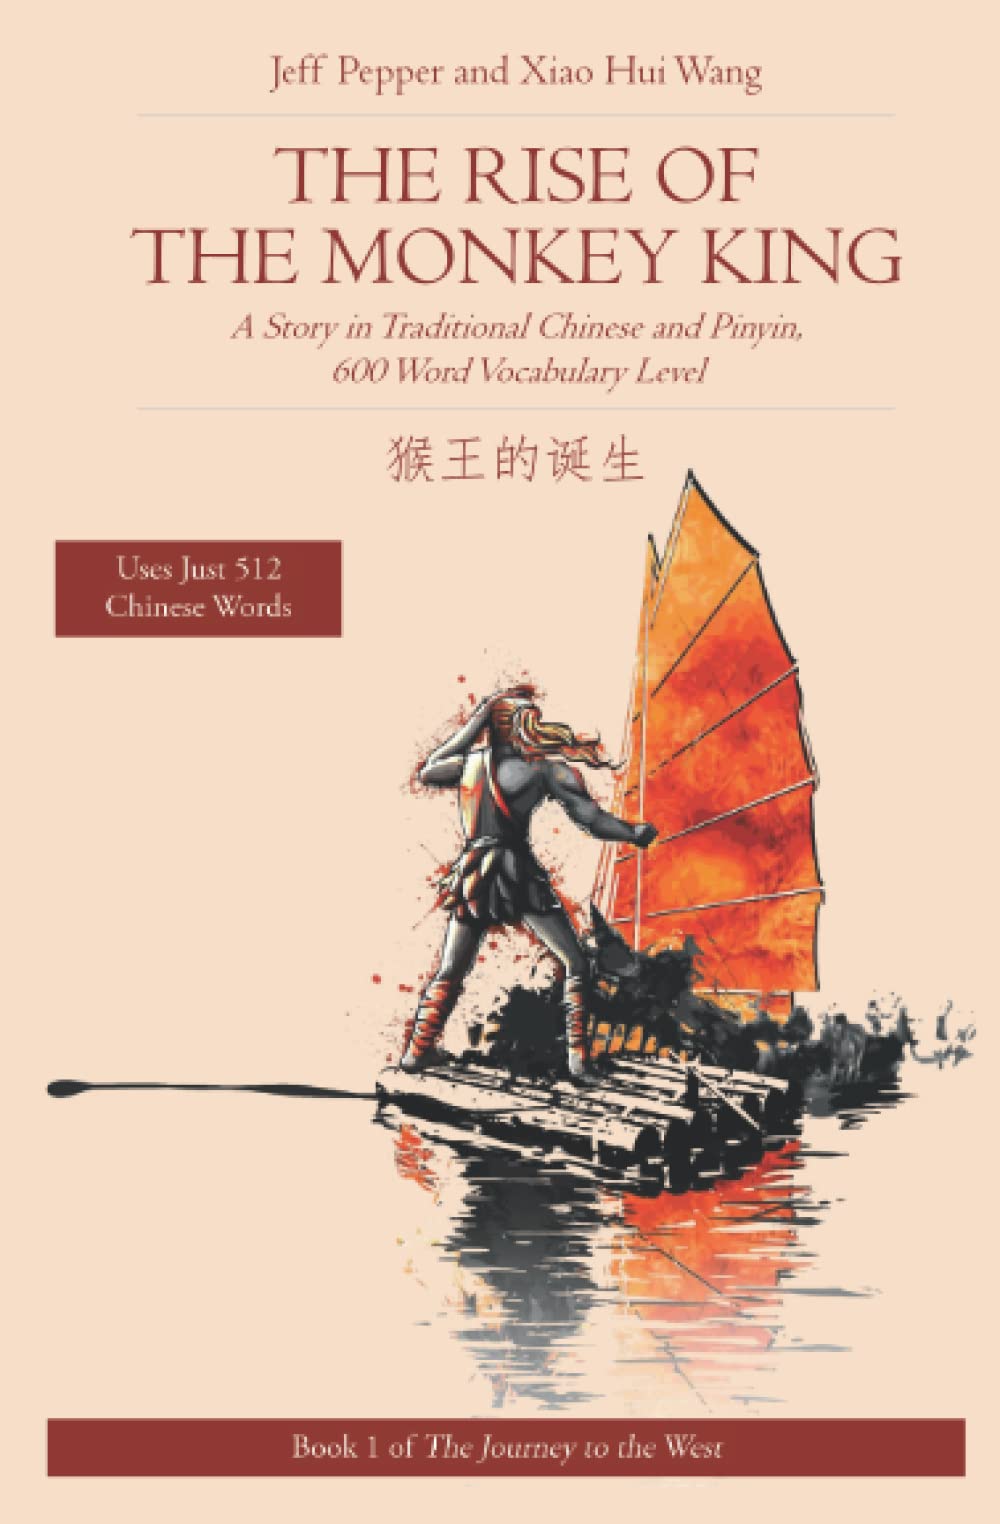 Jeff Pepper and Xiao Hui Wang
THE RISE OF
THE MONKEY KING
A Story in Traditional Chinese and Pinyin,
600 Word Vocabulary Level
猴王的诞生
Uses Just 512
Chinese Words
Book 1 of The Journey to the West